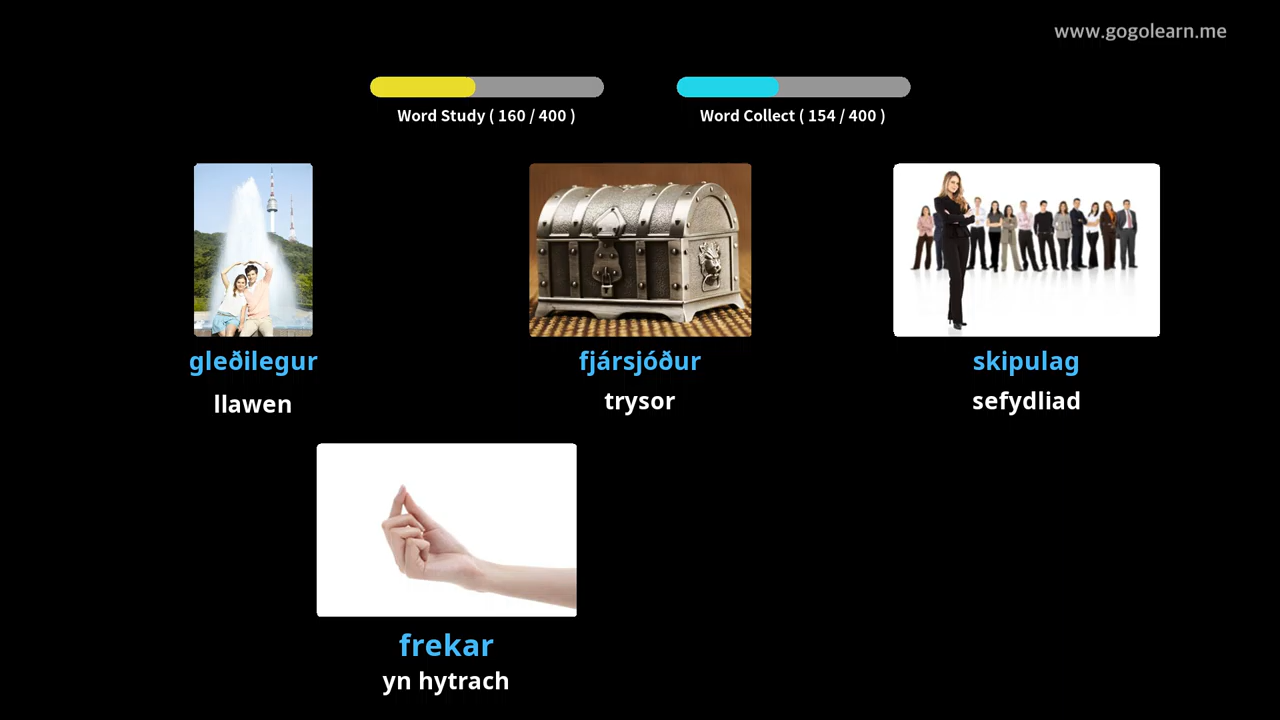 www.gogolearn.me
Word Study ( 160 / 400 )
Word Collect ( 154 / 400 )
gleðilegur
llawen
fjársjóður
trysor
skipulag
sefydliad
frekar
yn hytrach